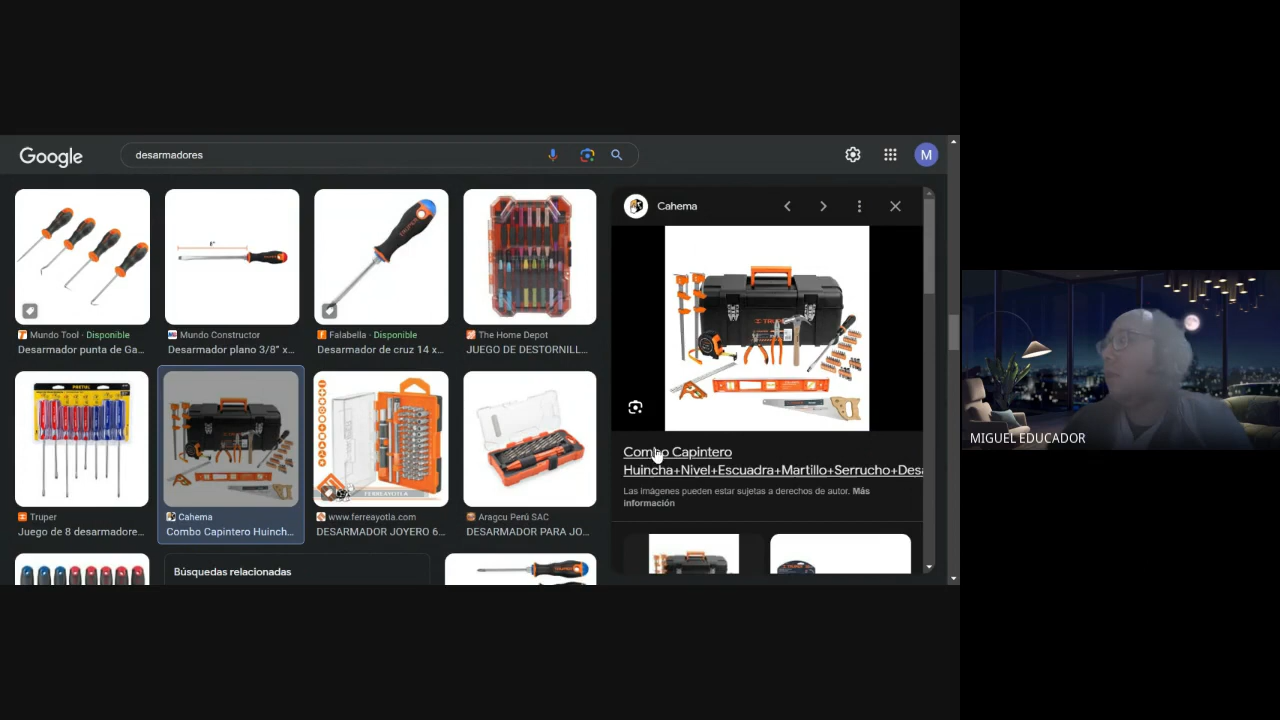 Google
desarmadores
M
Mundo Tool · Disponible
Desarmador punta de Ga...
Mundo Constructor
Desarmador plano 3/8" x...
Falabella · Disponible
Desarmador de cruz 14 x...
The Home Depot
JUEGO DE DESTORNILL...
Truper
Juego de 8 desarmadore...
Cahema
Combo Capintero Huinch...
FERREAYOTLA
www.ferreayotla.com
DESARMADOR JOYERO 6...
Aragcu Perú SAC
DESARMADOR PARA JO...
Búsquedas relacionadas
Cahema
Combo Capintero
Huincha+Nivel+Escuadra+Martillo+Serrucho+Des
Las imágenes pueden estar sujetas a derechos de autor. Más
información
MIGUEL EDUCADOR